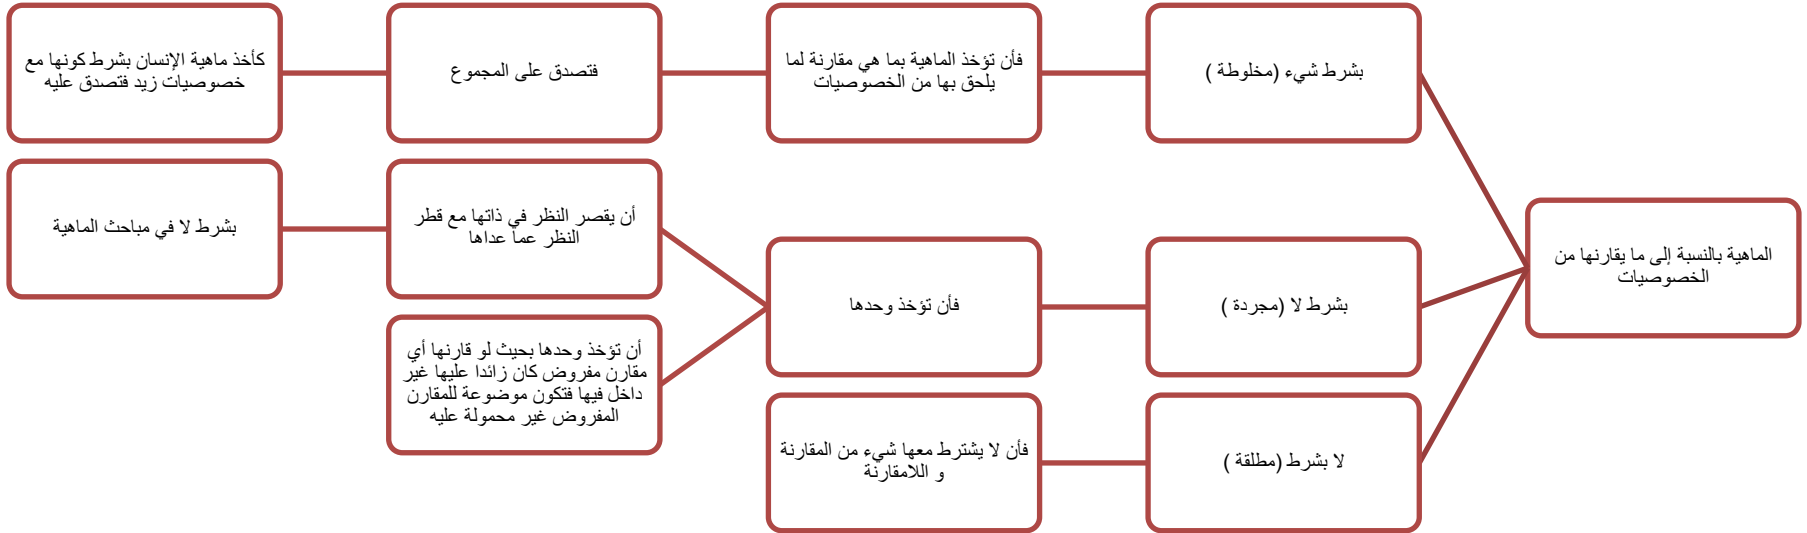 الماهية بالنسبة إلى ما يقارنها من
الخصوصيات
بشرط شيء (مخلوطة )
فأن تؤخذ الماهية بما هي مقارنة لما
يلحق بها من الخصوصيات
فتصدق على المجموع
كأخذ ماهية الإنسان بشرط كونها مع
خصوصيات زيد فتصدق عليه
بشرط لا (مجردة )
فأن تؤخذ وحدها
أن يقصر النظر في ذاتها مع قطر
النظر عما عداها
بشرط لا في مباحث الماهية
أن تؤخذ وحدها بحيث لو قارنها أي
مقارن مفروض كان زائدا عليها غير
داخل فيها فتكون موضوعة للمقارن
المفروض غير محمولة عليه
لا بشرط (مطلقة )
فأن لا يشترط معها شيء من المقارنة
و اللامقارنة